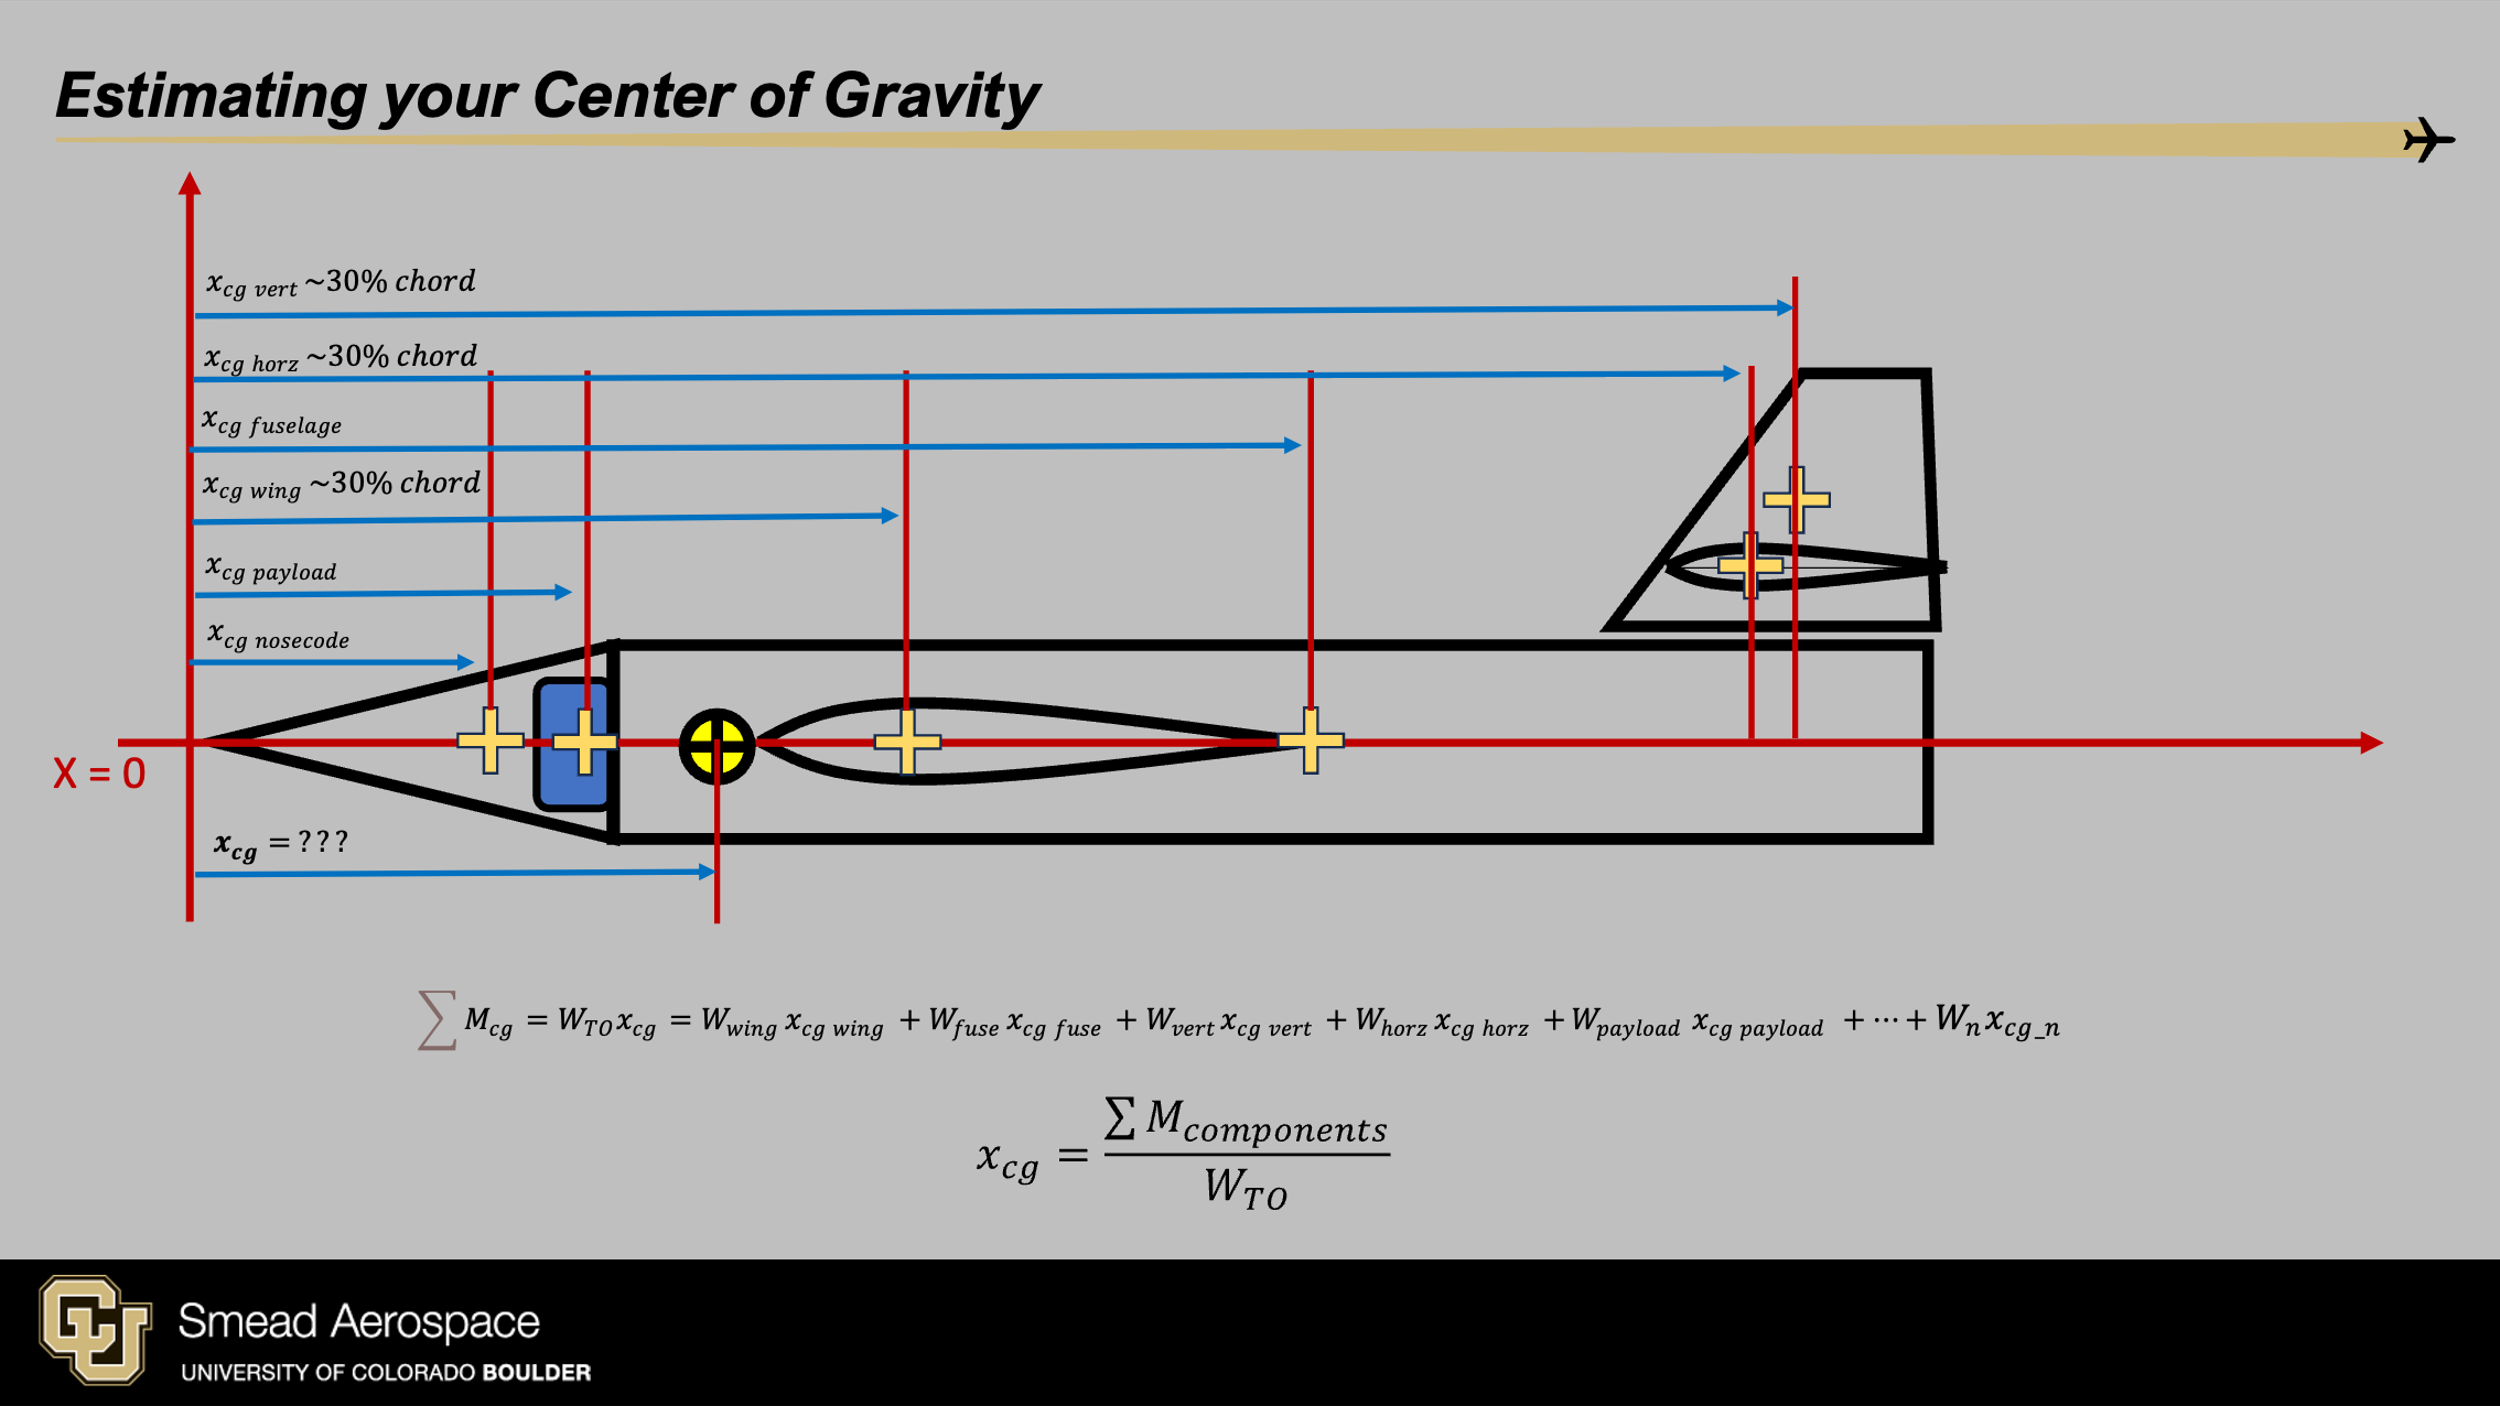 Estimating your Center of Gravity
x_cg vert ~30% chord
x_cg horz ~30% chord
x_cg fuselage
x_cg wing ~30% chord
x_cg payload
x_cg nosecode
X = 0
x_cg = ? ? ?
∑ M_cg = W_TO x_cg = W_wing x_cg wing + W_fuse x_cg fuse + W_vert x_cg vert + W_horz x_cg horz + W_payload x_cg payload + ⋯ + W_n x_cg_n
x_cg = ∑ M_components / W_TO
CU
Smead Aerospace
UNIVERSITY OF COLORADO BOULDER